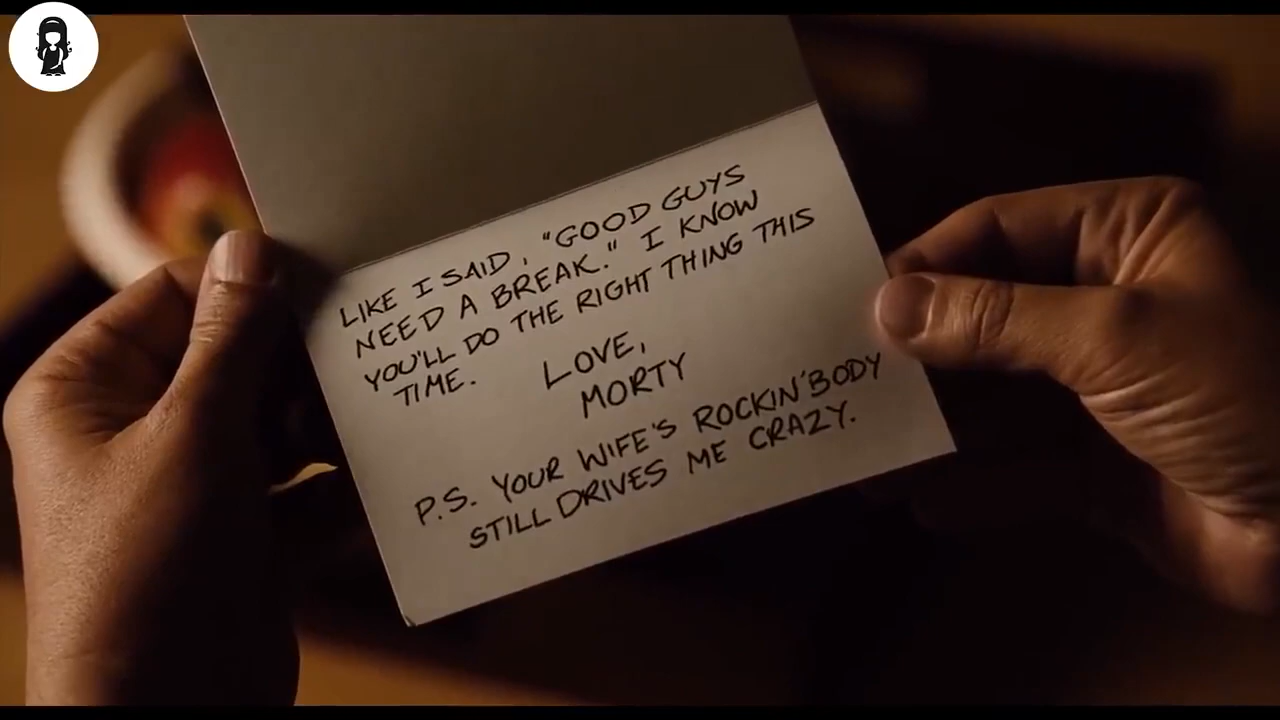 LIKE I SAID, "GOOD GUYS
NEED A BREAK." I KNOW
YOU'LL DO THE RIGHT THING THIS
TIME.
LOVE,
MORTY
P.S. YOUR WIFE'S ROCKIN' BODY
STILL DRIVES ME CRAZY.